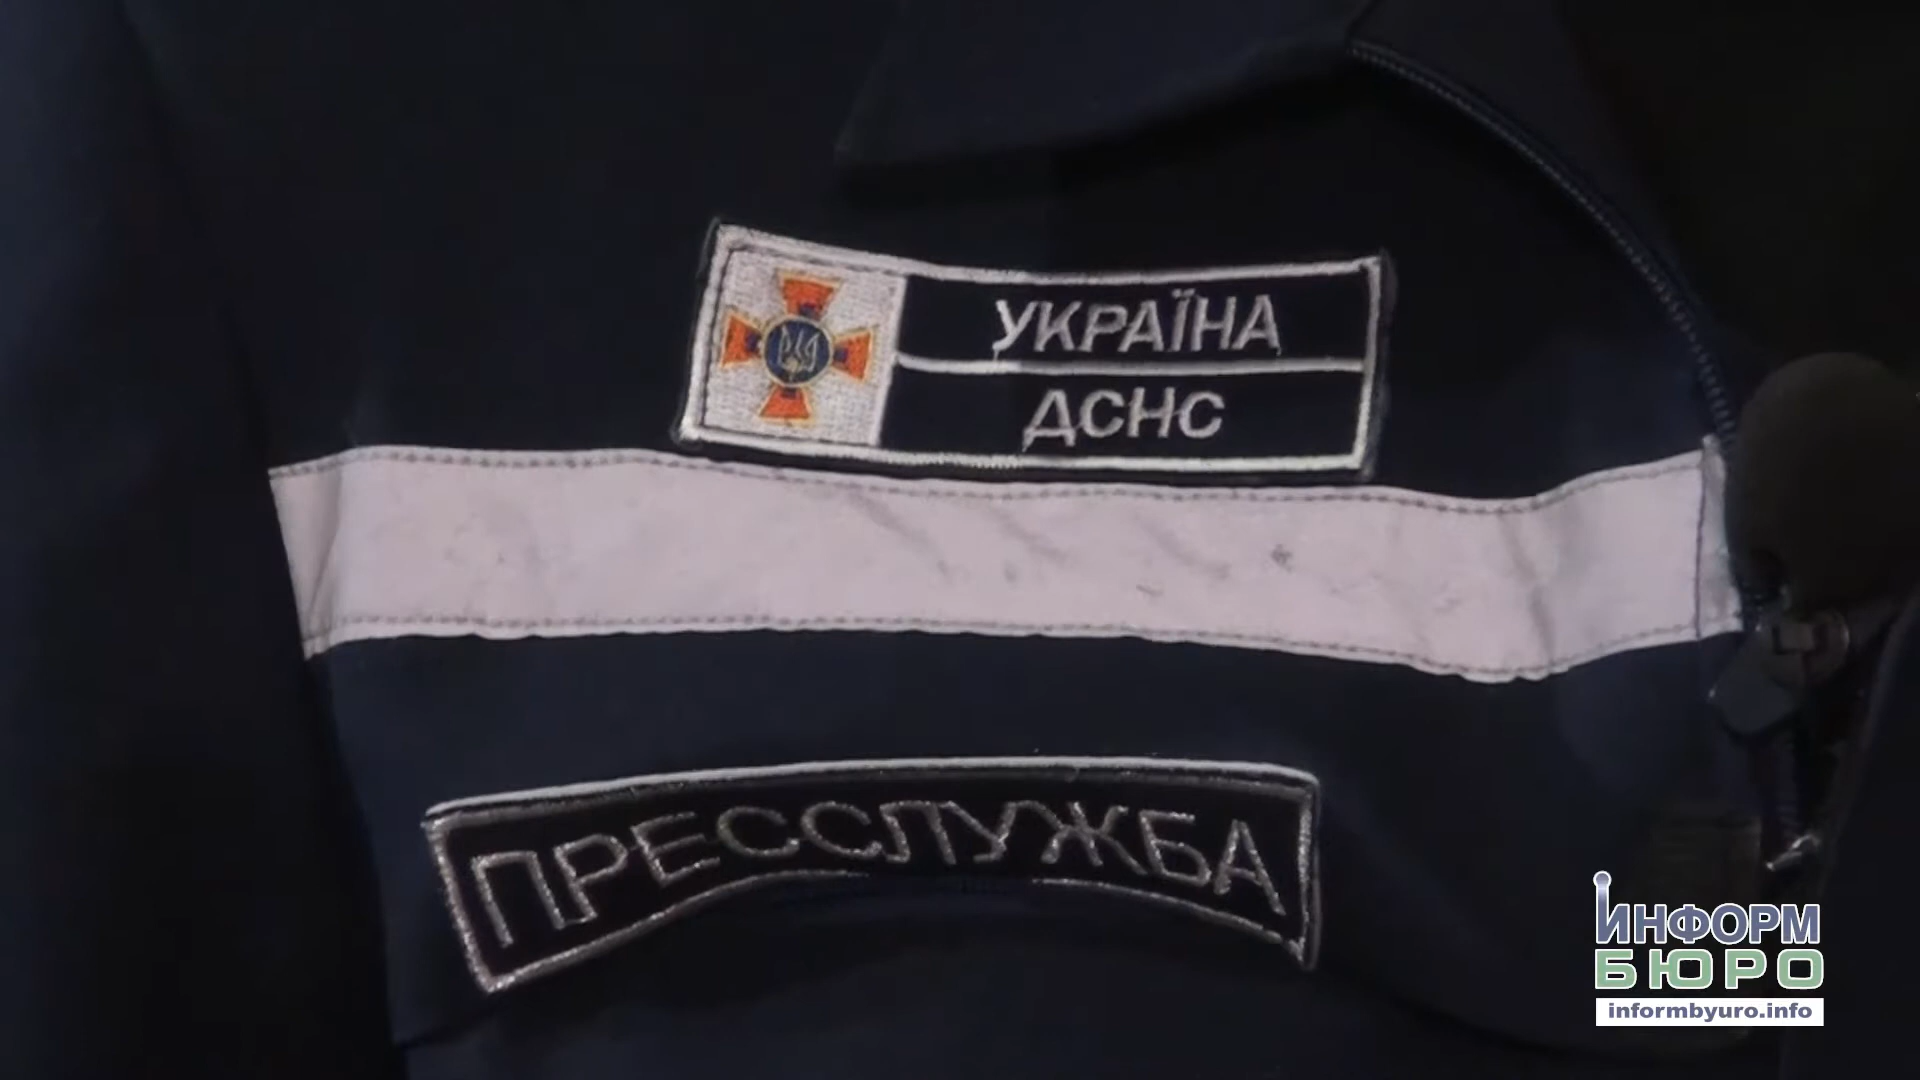 УКРАЇНА
ДСНС
ПРЕССЛУЖБА
ИНФОРМ
БЮРО
informbyuro.info